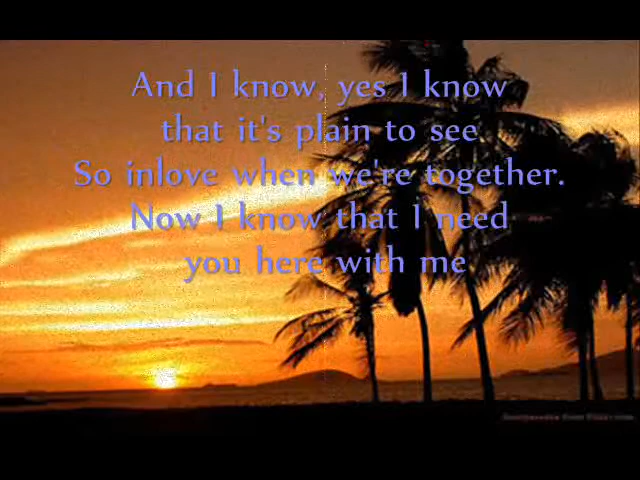 And I know, yes I know
that it's plain to see
So inlove when we're together.
Now I know that I need
you here with me